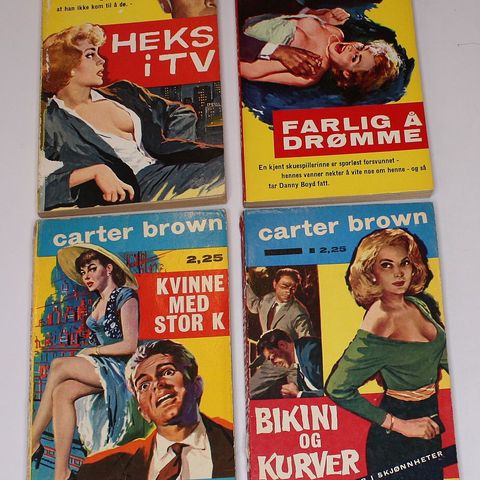 at han ikke kom til å dø. -
HEKS
i TV
FARLIG Å
DRØMME
En kjent skuespillerinne er sporløst forsvunnet -
hennes venner nekter å vite noe om henne - og så
tar Danny Boyd fatt.
carter brown
2,25
KVINNE
MED
STOR K
carter brown
2,25
BIKINI
OG
KURVER
I SKJØNNHETER